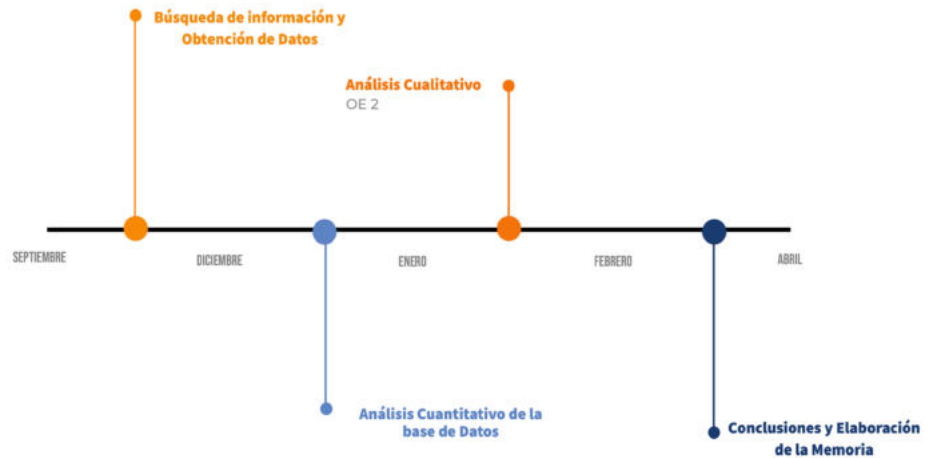 Búsqueda de información y
Obtención de Datos
Análisis Cualitativo
OE 2
SEPTIEMBRE
DICIEMBRE
ENERO
FEBRERO
ABRIL
Análisis Cuantitativo de la
base de Datos
Conclusiones y Elaboración
de la Memoria